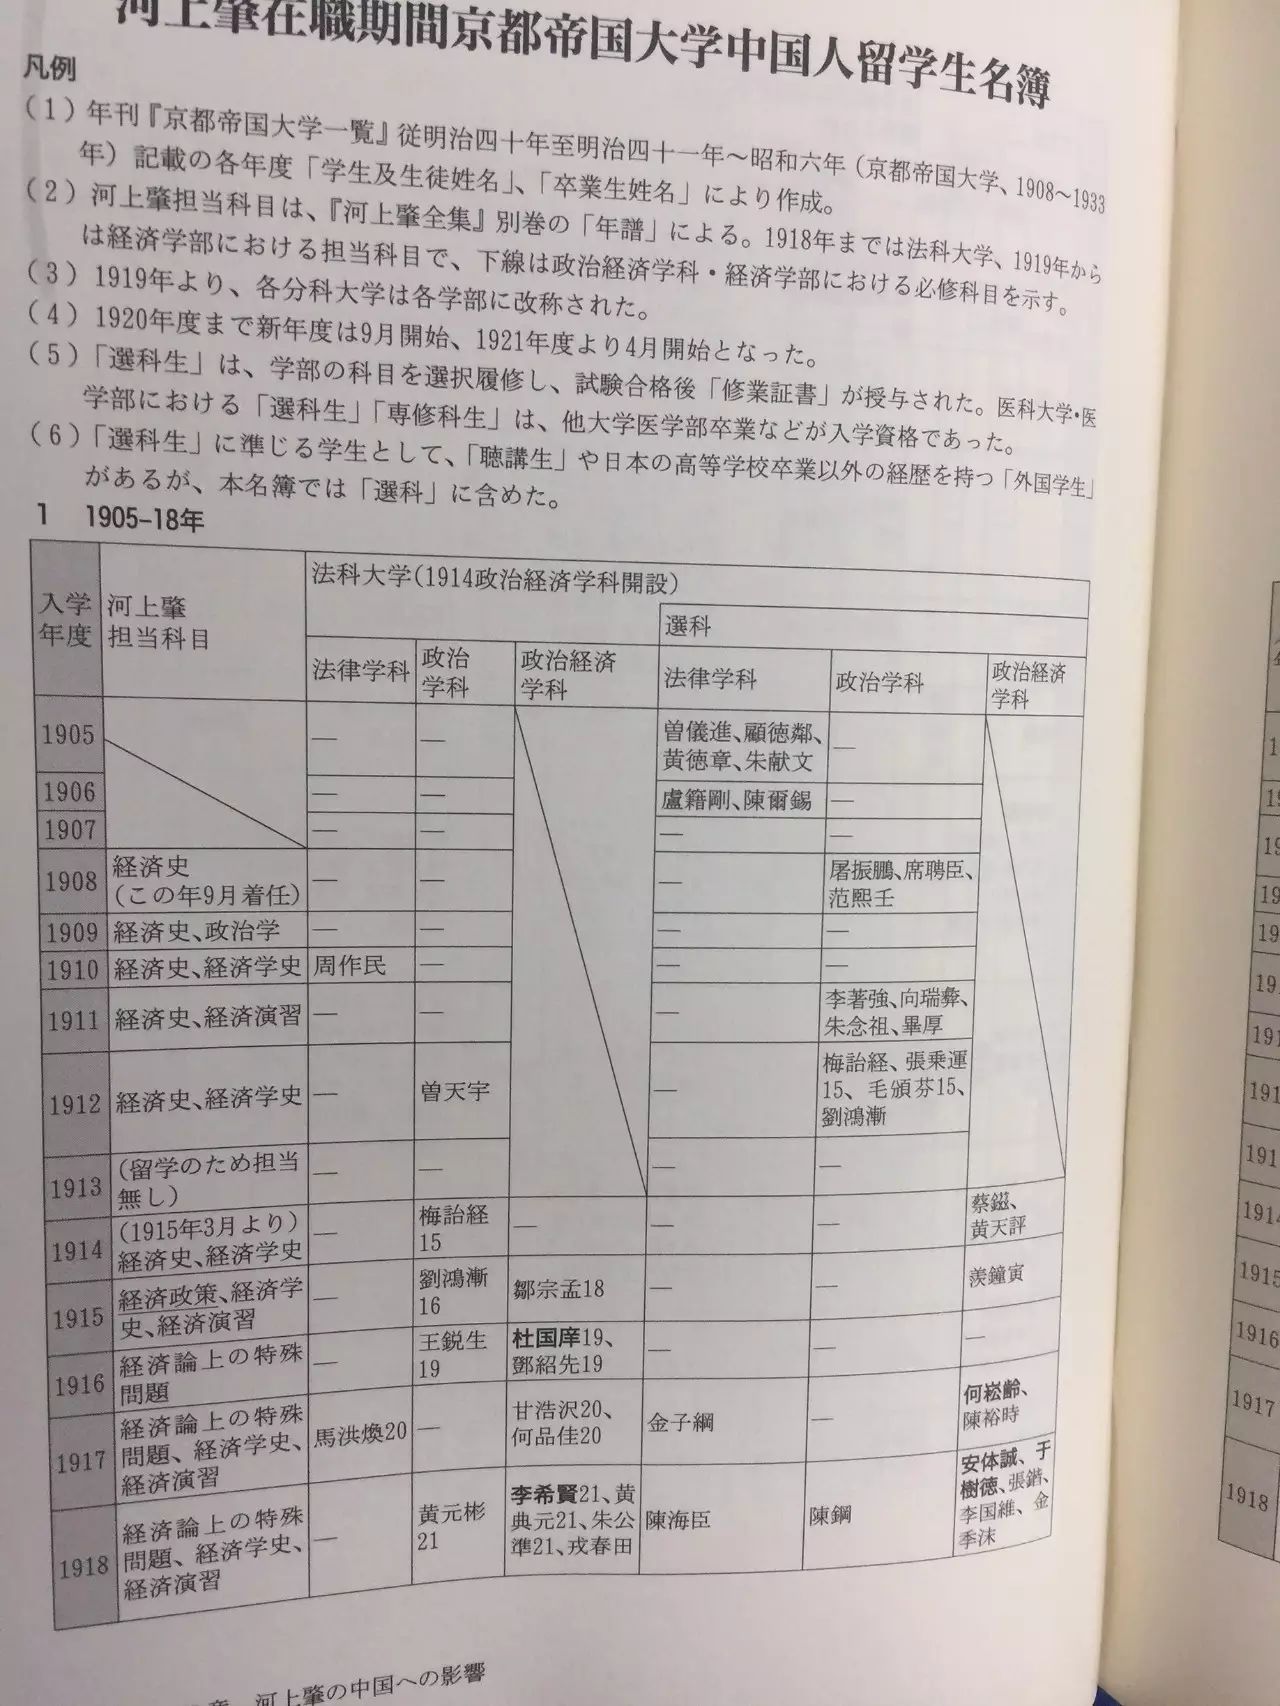 河上肇在職期間京都帝国大学中国人留学生名簿
凡例
(1) 年刊『京都帝国大学一覧』従明治四十年至明治四十一年～昭和六年（京都帝国大学、1908～1933
年）記載の各年度「学生及生徒姓名」、「卒業生姓名」により作成。
(2) 河上肇担当科目は、『河上肇全集』別巻の「年譜」による。1918年までは法科大学、1919年から
は経済学部における担当科目で、下線は政治経済学科・経済学部における必修科目を示す。
(3) 1919年より、各分科大学は各学部に改称された。
(4) 1920年度まで新年度は9月開始、1921年度より4月開始となった。
(5)「選科生」は、学部の科目を選択履修し、試験合格後「修業証書」が授与された。医科大学・医
学部における「選科生」「専修科生」は、他大学医学部卒業などが入学資格であった。
(6)「選科生」に準じる学生として、「聴講生」や日本の高等学校卒業以外の経歴を持つ「外国学生」
があるが、本名簿では「選科」に含めた。
1 1905-18年
入学
年度
河上肇
担当科目
法科大学（1914政治経済学科開設）
選科
法律学科
政治
学科
政治経済
学科
法律学科
政治学科
政治経済
学科
1905
—
—
曽儀進、顧徳鄰、
黄徳章、朱献文
—
1906
—
—
盧籍剛、陳爾錫
—
1907
—
—
—
—
1908
経済史
（この年9月着任）
—
—
—
屠振鵬、席聘臣、
范熙壬
1909
経済史、政治学
—
—
—
—
1910
経済史、経済学史
周作民
—
—
—
1911
経済史、経済演習
—
—
—
李著強、向瑞彝、
朱念祖、畢厚
1912
経済史、経済学史
—
曽天宇
—
梅詒経、張乗運
15、毛頒芬15、
劉鴻漸
1913
（留学のため担当
無し）
—
—
—
—
1914
（1915年3月より）
経済史、経済学史
—
梅詒経
15
—
—
—
蔡鎡、
黄天評
1915
経済政策、経済学
史、経済演習
—
劉鴻漸
16
鄒宗孟18
—
—
羨鐘寅
1916
経済論上の特殊
問題
—
王鋭生
19
杜国庠19、
鄧紹先19
—
—
—
1917
経済論上の特殊
問題、経済学史、
経済演習
馬洪煥20
—
甘浩沢20、
何品佳20
金子綱
—
何崧齢、
陳裕時
1918
経済論上の特殊
問題、経済学史、
経済演習
—
黄元彬
21
李希賢21、黄
典元21、朱公
準21、戎春田
陳海臣
陳鋼
安体誠、于
樹徳、張鍇、
李国維、金
季沫
河上肇の中国への影響
1918
1917
1916
1915